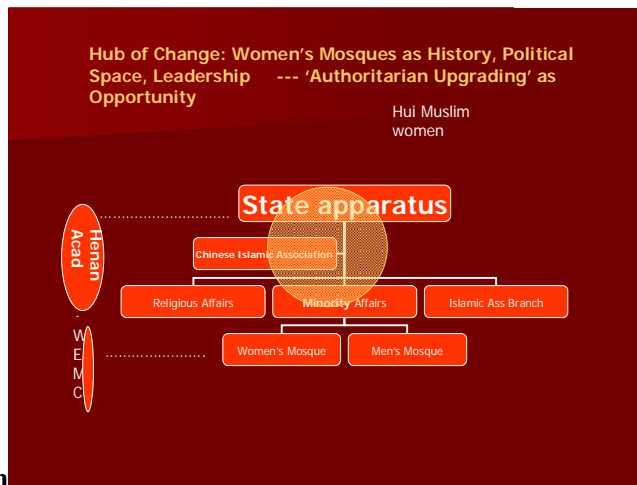 Hub of Change: Women's Mosques as History, Political
Space, Leadership --- 'Authoritarian Upgrading' as
Opportunity
Hui Muslim
women
State apparatus
Henan
Acad
Chinese Islamic Association
Religious Affairs
Minority Affairs
Islamic Ass Branch
W
E
M
C
Women's Mosque
Men's Mosque